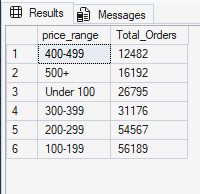 Results Messages
price_range Total_Orders
1 400-499 12482
2 500+ 16192
3 Under 100 26795
4 300-399 31176
5 200-299 54567
6 100-199 56189